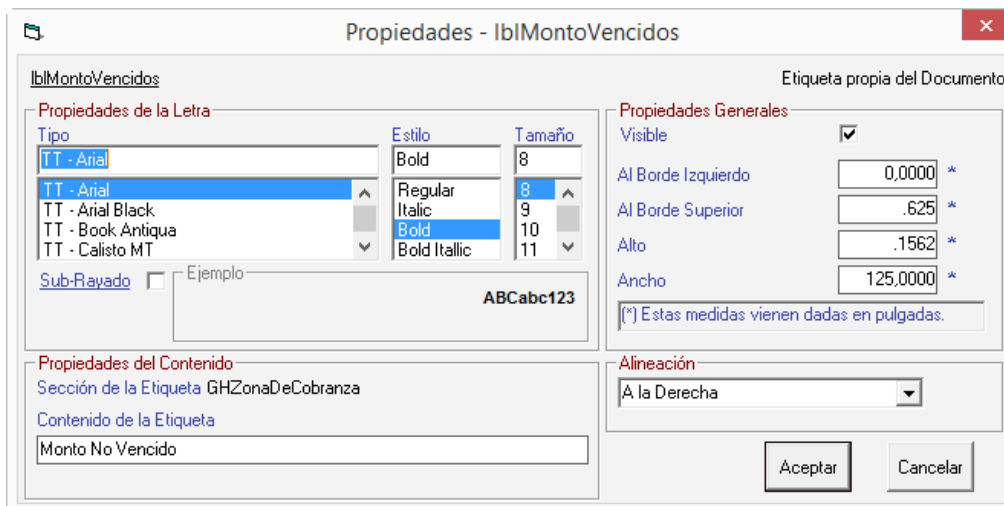 Propiedades - lblMontoVencidos
lblMontoVencidos
Etiqueta propia del Documento
Propiedades de la Letra
Tipo Estilo Tamaño
TT - Arial Bold 8
TT - Arial Regular 8
TT - Arial Black Italic 9
TT - Book Antiqua Bold 10
TT - Calisto MT Bold Itallic 11
Sub-Rayado
Ejemplo
ABCabc123
Propiedades Generales
Visible
Al Borde Izquierdo 0,0000 *
Al Borde Superior .625 *
Alto .1562 *
Ancho 125,0000 *
(*) Estas medidas vienen dadas en pulgadas.
Propiedades del Contenido
Sección de la Etiqueta GHZonaDeCobranza
Contenido de la Etiqueta
Monto No Vencido
Alineación
A la Derecha
Aceptar Cancelar